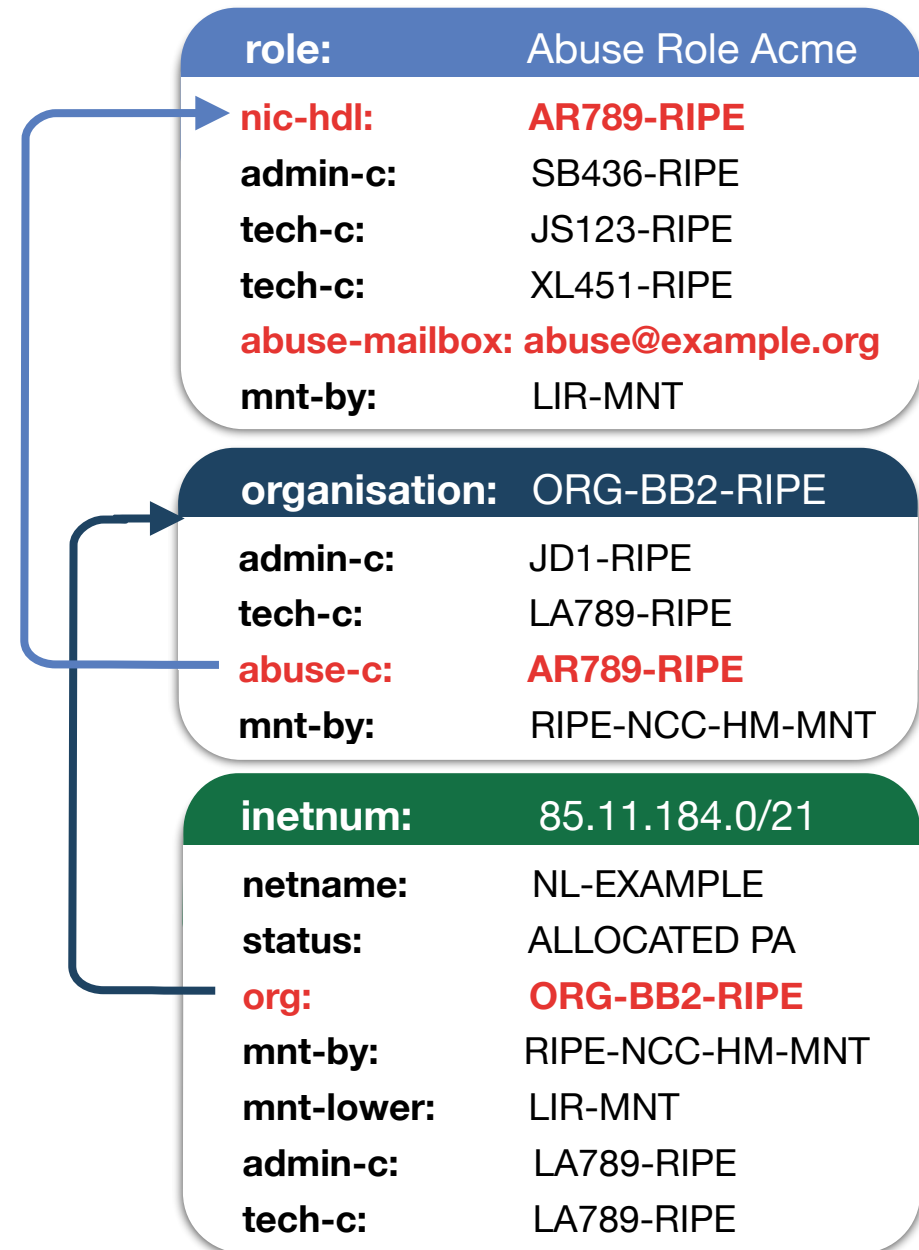 role: Abuse Role Acme
nic-hdl: AR789-RIPE
admin-c: SB436-RIPE
tech-c: JS123-RIPE
tech-c: XL451-RIPE
abuse-mailbox: abuse@example.org
mnt-by: LIR-MNT
organisation: ORG-BB2-RIPE
admin-c: JD1-RIPE
tech-c: LA789-RIPE
abuse-c: AR789-RIPE
mnt-by: RIPE-NCC-HM-MNT
inetnum: 85.11.184.0/21
netname: NL-EXAMPLE
status: ALLOCATED PA
org: ORG-BB2-RIPE
mnt-by: RIPE-NCC-HM-MNT
mnt-lower: LIR-MNT
admin-c: LA789-RIPE
tech-c: LA789-RIPE